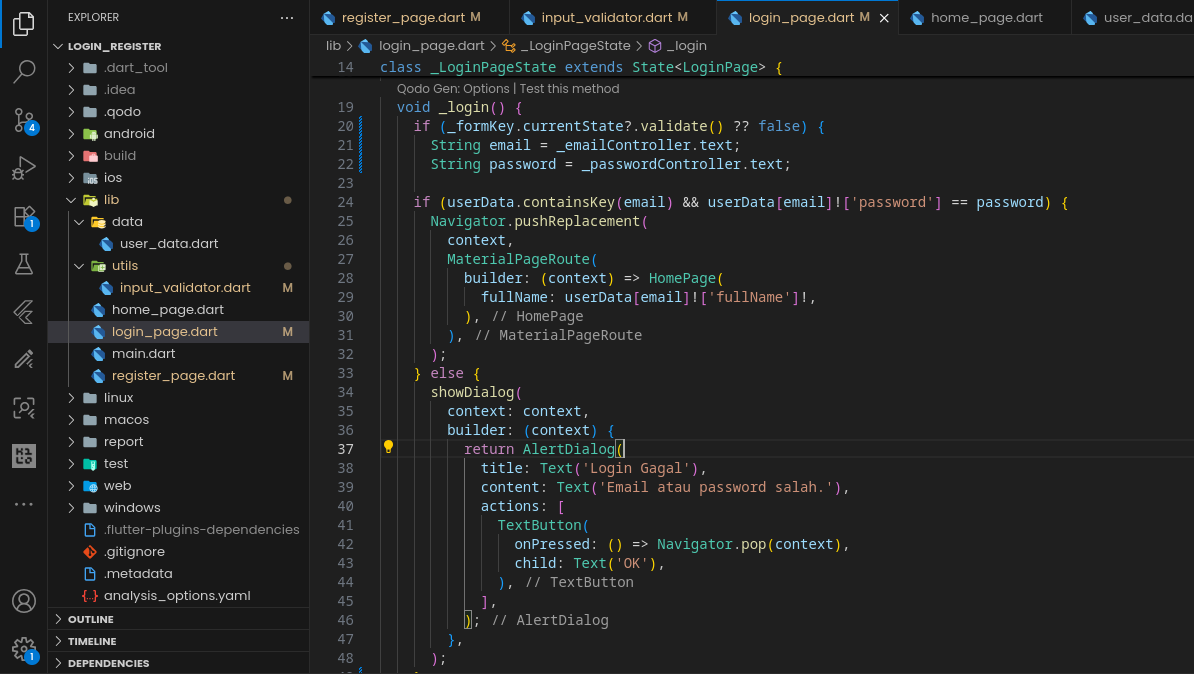 EXPLORER ...
LOGIN_REGISTER
.dart_tool
.idea
.qodo
android
build
ios
lib
data
user_data.dart
utils
input_validator.dart M
home_page.dart
login_page.dart M
main.dart
register_page.dart M
linux
macos
report
test
web
windows
.flutter-plugins-dependencies
.gitignore
.metadata
analysis_options.yaml
OUTLINE
TIMELINE
DEPENDENCIES
4
1
1
register_page.dart M input_validator.dart M login_page.dart M × home_page.dart user_data.da
lib > login_page.dart > _LoginPageState > _login
14 class _LoginPageState extends State<LoginPage> {
Qodo Gen: Options | Test this method
19 void _login() {
20 if (_formKey.currentState?.validate() ?? false) {
21 String email = _emailController.text;
22 String password = _passwordController.text;
23
24 if (userData.containsKey(email) && userData[email]!['password'] == password) {
25 Navigator.pushReplacement(
26 context,
27 MaterialPageRoute(
28 builder: (context) => HomePage(
29 fullName: userData[email]!['fullName']!,
30 ), // HomePage
31 ), // MaterialPageRoute
32 );
33 } else {
34 showDialog(
35 context: context,
36 builder: (context) {
37 return AlertDialog(
38 title: Text('Login Gagal'),
39 content: Text('Email atau password salah.'),
40 actions: [
41 TextButton(
42 onPressed: () => Navigator.pop(context),
43 child: Text('OK'),
44 ), // TextButton
45 ],
46 ); // AlertDialog
47 },
48 );